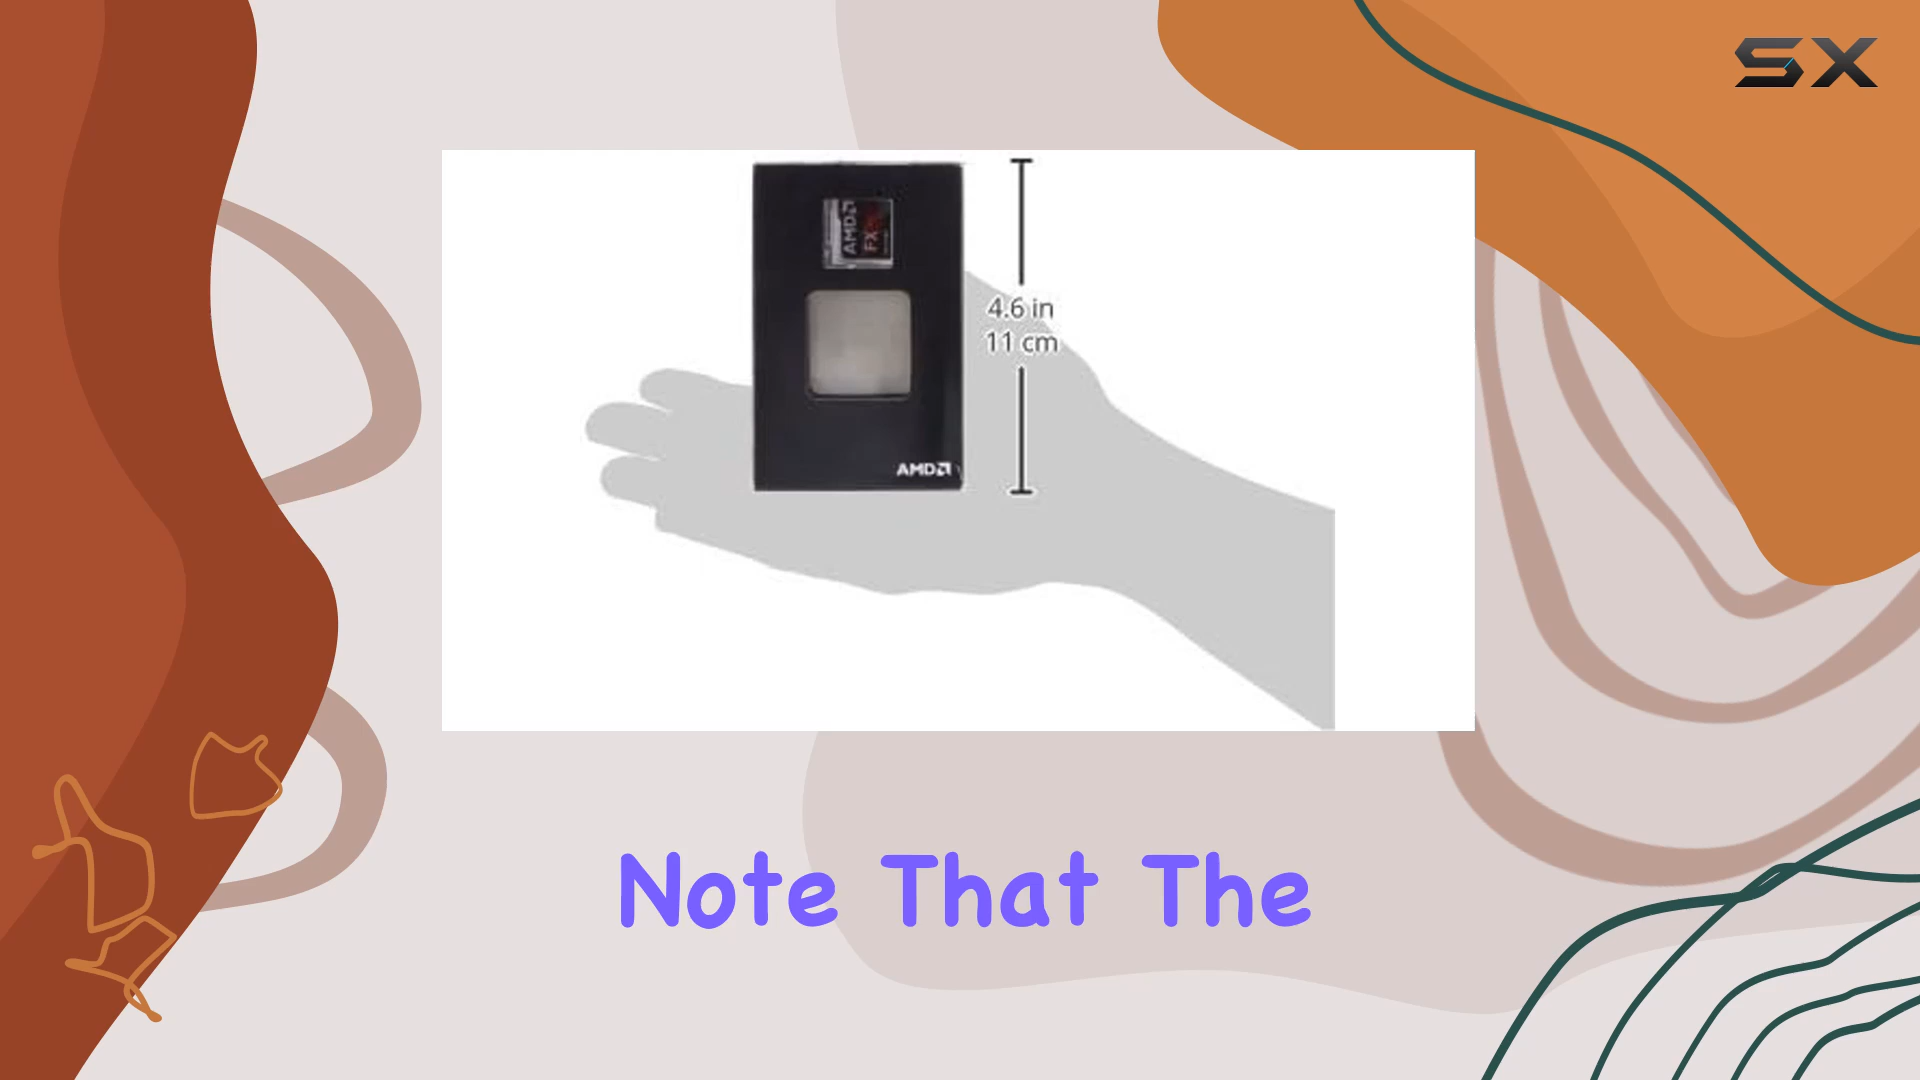 SX
AMD
FX
4.6 in
11 cm
AMD
Note That The